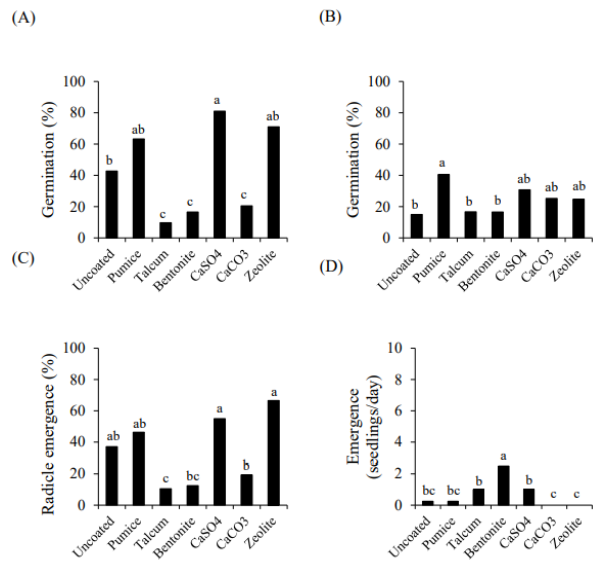 (A)
Germination (%)
100
80
60
40
20
0
b
ab
c
c
a
c
ab
Uncoated
Pumice
Talcum
Bentonite
CaSO4
CaCO3
Zeolite
(B)
Germination (%)
100
80
60
40
20
0
b
a
b
b
ab
ab
ab
Uncoated
Pumice
Talcum
Bentonite
CaSO4
CaCO3
Zeolite
(C)
Radicle emergence (%)
100
80
60
40
20
0
ab
ab
c
bc
a
b
a
Uncoated
Pumice
Talcum
Bentonite
CaSO4
CaCO3
Zeolite
(D)
Emergence
(seedlings/day)
10
8
6
4
2
0
bc
bc
b
a
b
c
c
Uncoated
Pumice
Talcum
Bentonite
CaSO4
CaCO3
Zeolite